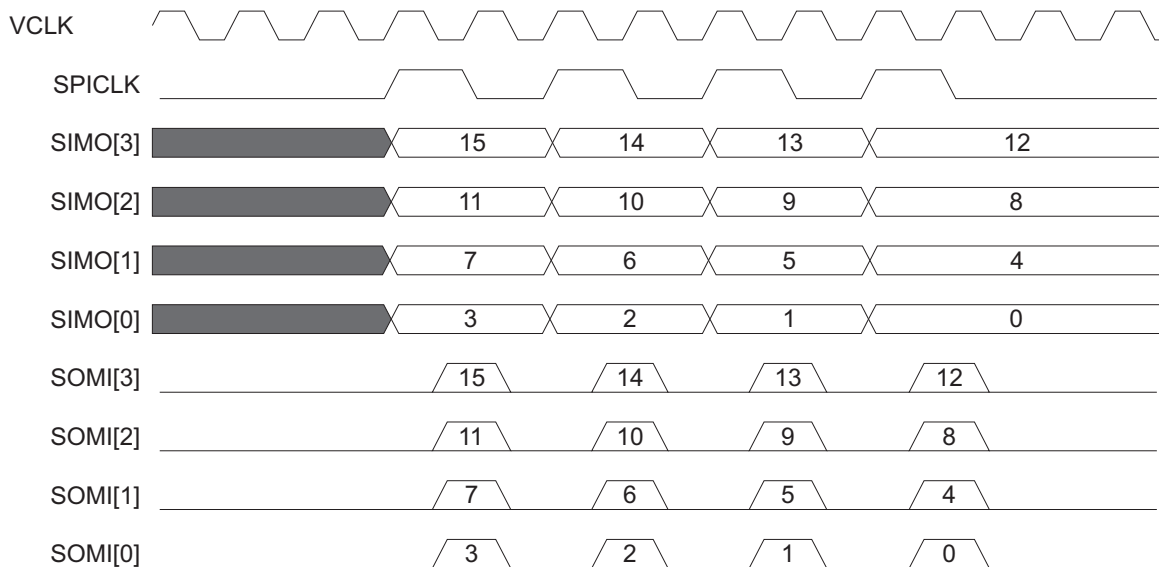 VCLK
SPICLK
SIMO[3] 15 14 13 12
SIMO[2] 11 10 9 8
SIMO[1] 7 6 5 4
SIMO[0] 3 2 1 0
SOMI[3] 15 14 13 12
SOMI[2] 11 10 9 8
SOMI[1] 7 6 5 4
SOMI[0] 3 2 1 0